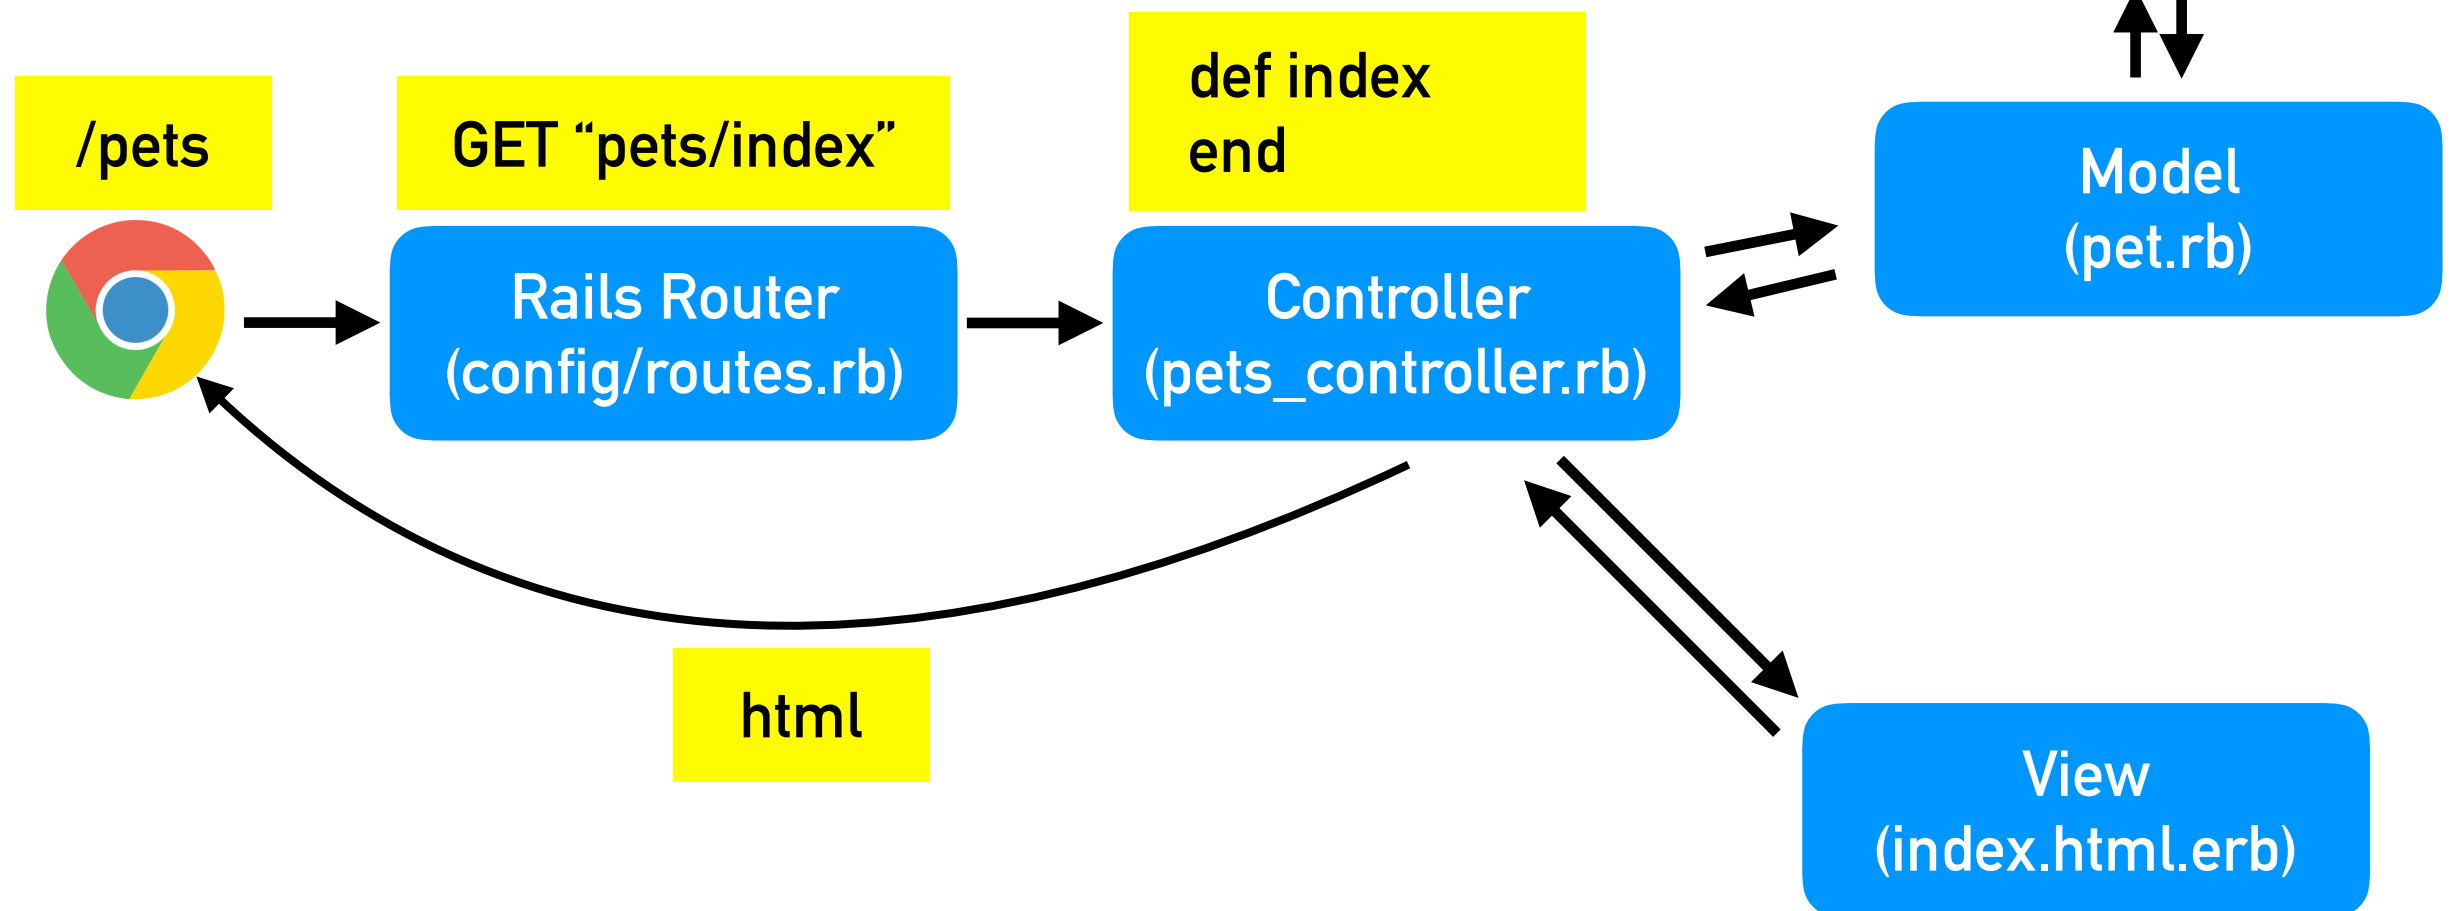 /pets
GET “pets/index”
def index
end
Rails Router
(config/routes.rb)
Controller
(pets_controller.rb)
Model
(pet.rb)
html
View
(index.html.erb)